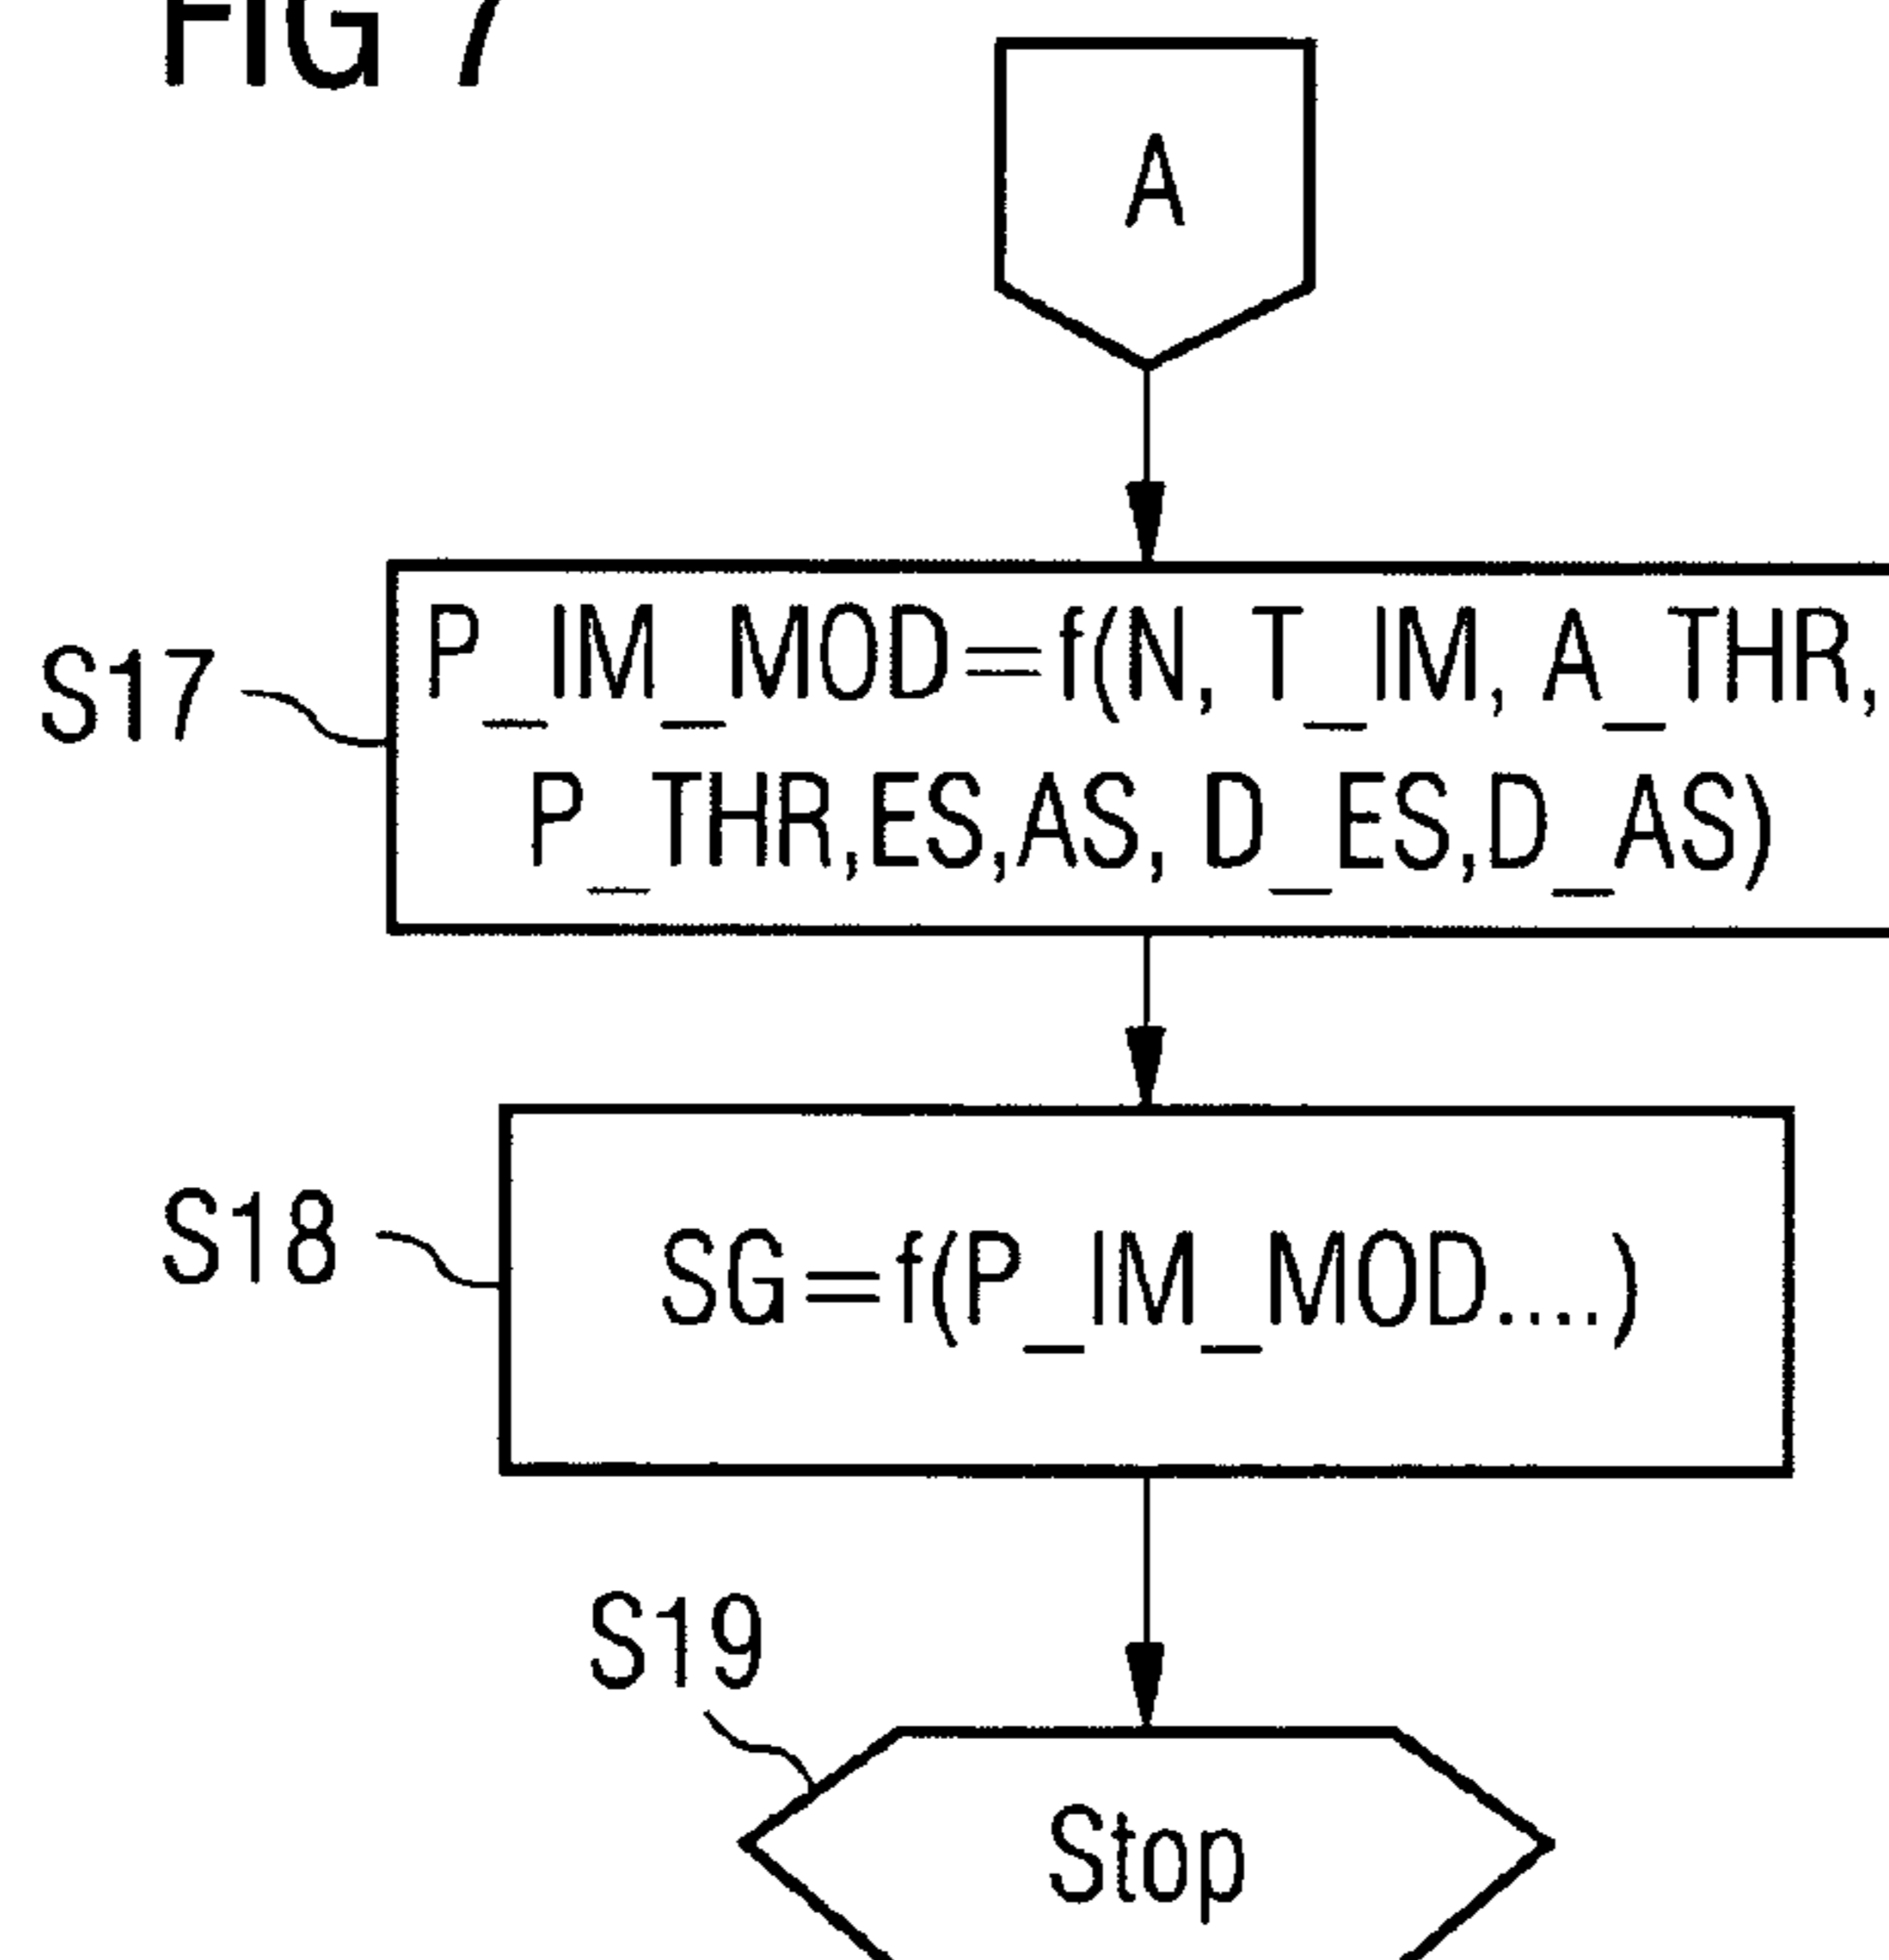 FIG 7
A
S17
P_IM_MOD=f(N, T_IM, A_THR,
P_THR,ES,AS, D_ES,D_AS)
S18
SG=f(P_IM_MOD....)
S19
Stop